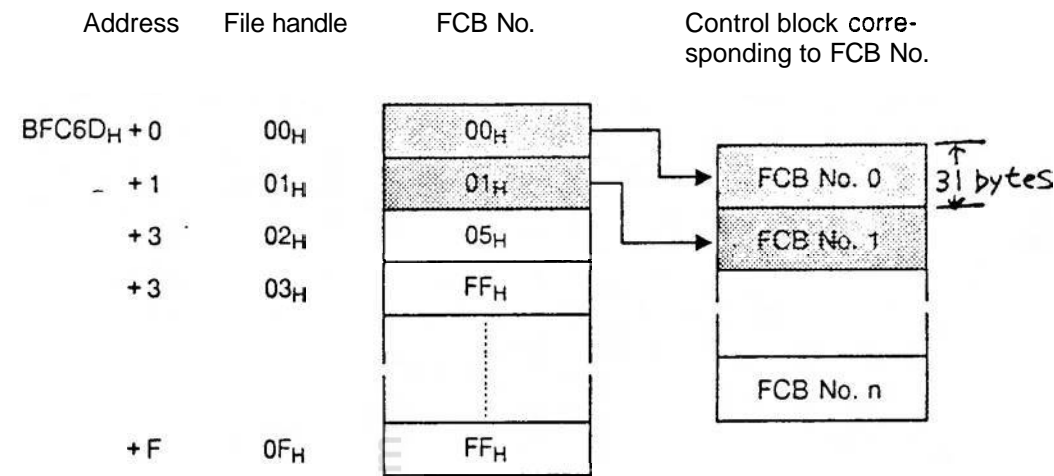 Address File handle FCB No. Control block corre-
sponding to FCB No.
BFC6DH + 0 00H 00H
+ 1 01H 01H
+ 3 02H 05H
+ 3 03H FFH
+ F 0FH FFH
FCB No. 0 31 bytes
FCB No. 1
FCB No. n